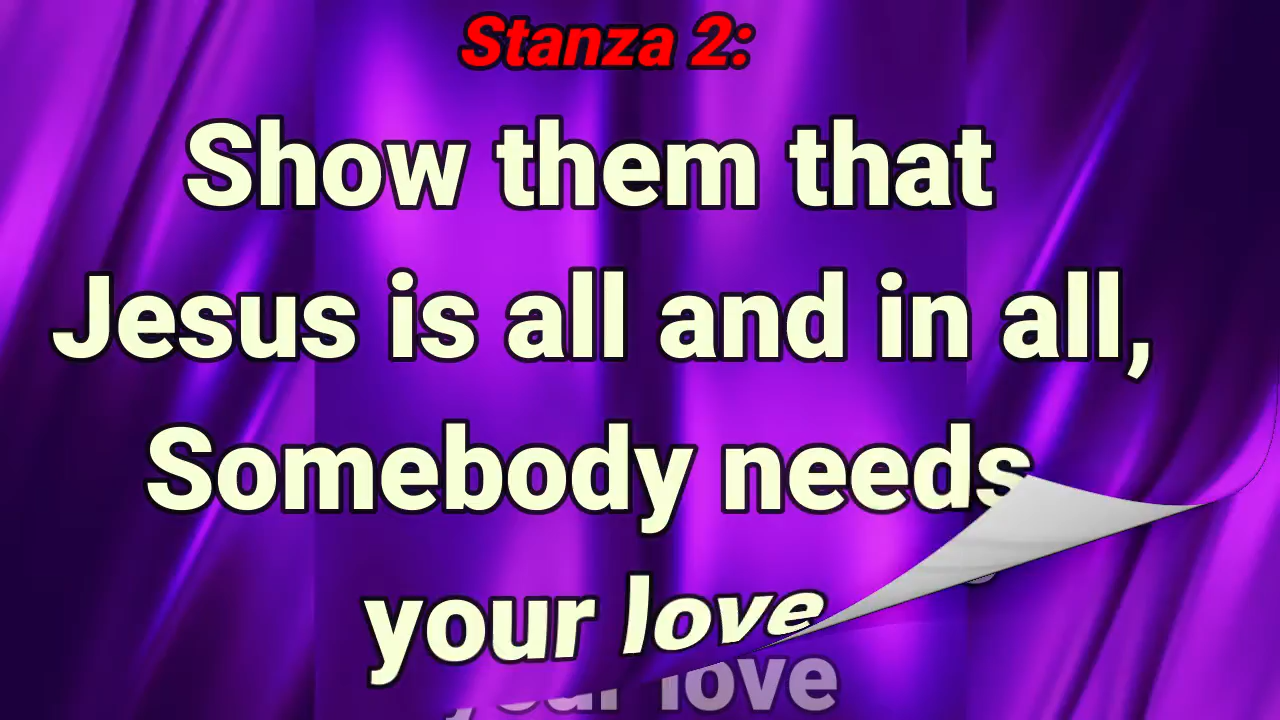 Stanza 2:
Show them that
Jesus is all and in all,
Somebody needs
your love
your love